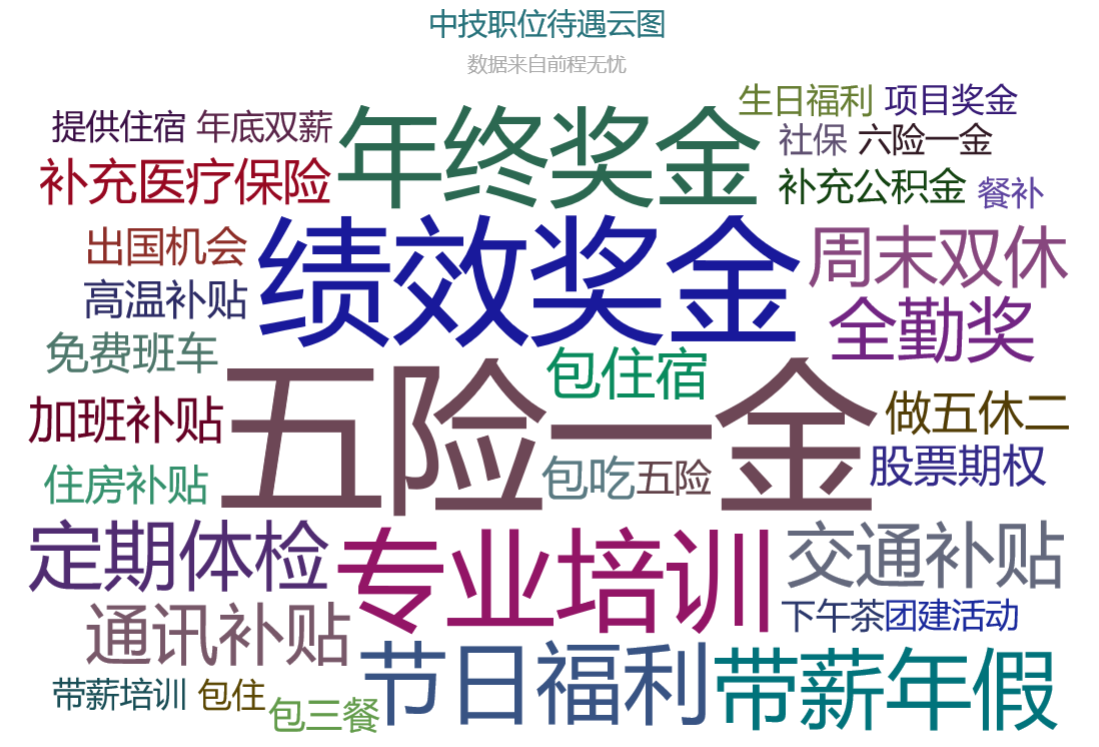 中技职位待遇云图
数据来自前程无忧
生日福利 项目奖金
提供住宿 年底双薪 年终奖金 社保 六险一金
补充医疗保险 补充公积金 餐补
出国机会 绩效奖金 周末双休
高温补贴 全勤奖
免费班车 包住宿
加班补贴 五险一金 做五休二
住房补贴 包吃 五险 股票期权
定期体检 专业培训 交通补贴
通讯补贴 下午茶 团建活动
带薪培训 包住 包三餐 节日福利 带薪年假